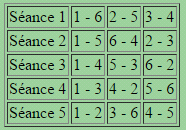 Séance 1 1 - 6 2 - 5 3 - 4
Séance 2 1 - 5 6 - 4 2 - 3
Séance 3 1 - 4 5 - 3 6 - 2
Séance 4 1 - 3 4 - 2 5 - 6
Séance 5 1 - 2 3 - 6 4 - 5